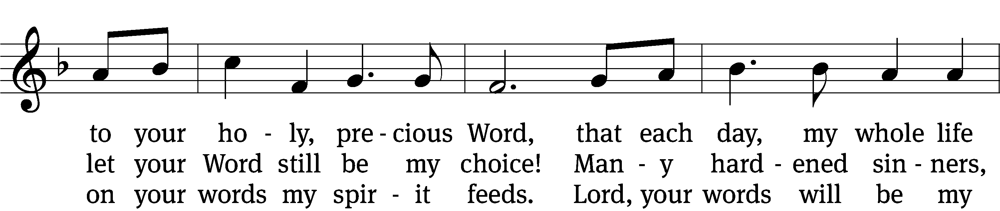 to your ho - ly, pre - cious Word, that each day, my whole life
let your Word still be my choice! Man - y hard - ened sin - ners,
on your words my spir - it feeds. Lord, your words will be my